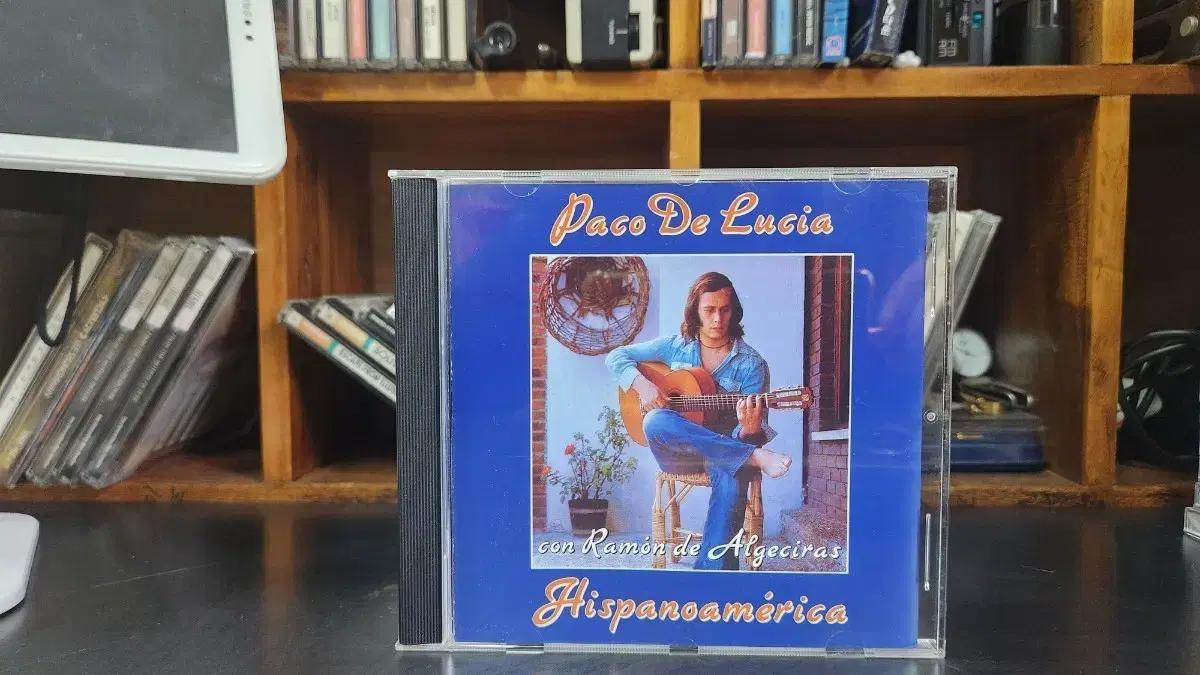 Paco De Lucia
con Ramón de Algeciras
Hispanoamérica